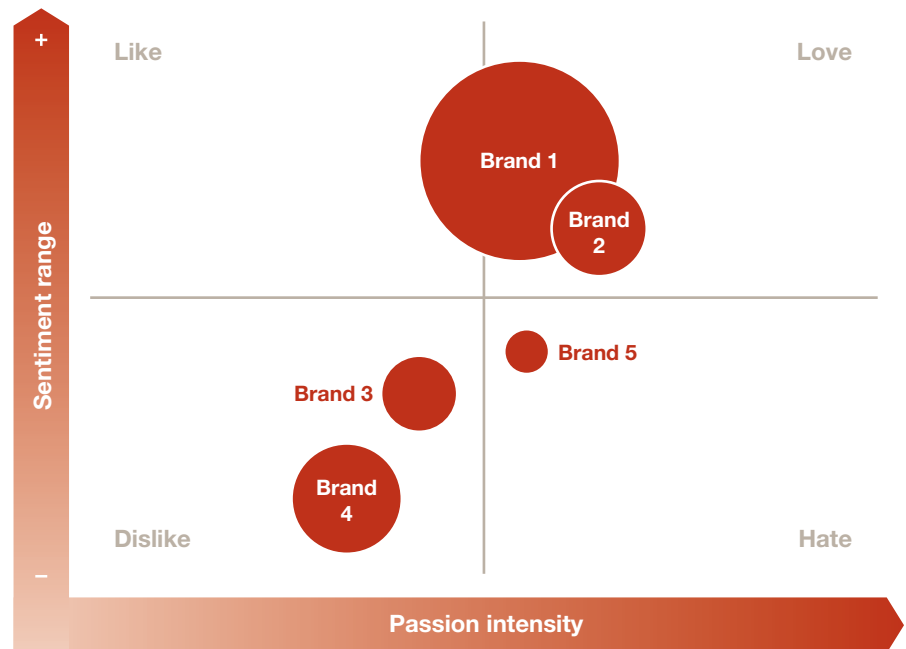 +
Like
Love
Brand 1
Brand
2
Sentiment range
Brand 5
Brand 3
Brand
4
Dislike
Hate
−
Passion intensity